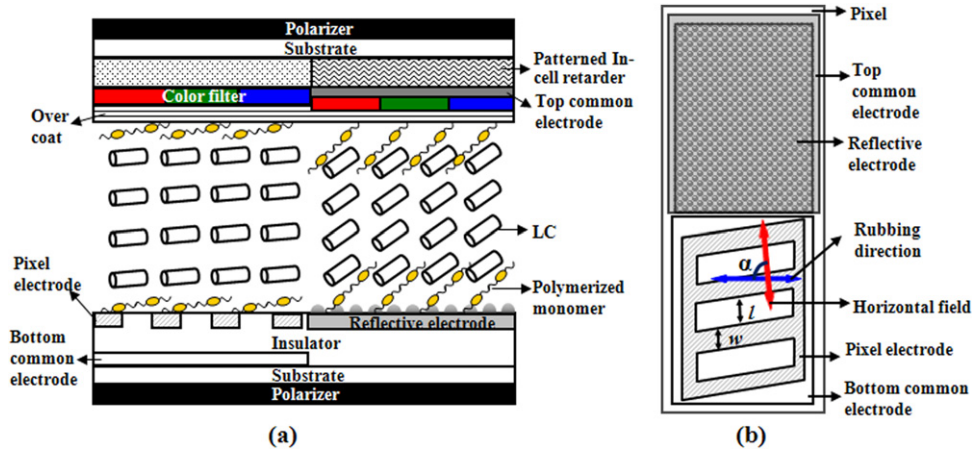 Polarizer
Substrate
Patterned In-
cell retarder
Color filter
Top common
electrode
Over
coat
LC
Pixel
electrode
Polymerized
monomer
Reflective electrode
Insulator
Bottom
common
electrode
Substrate
Polarizer
(a)
Pixel
Top
common
electrode
Reflective
electrode
Rubbing
direction
α
Horizontal field
l
w
Pixel electrode
Bottom common
electrode
(b)